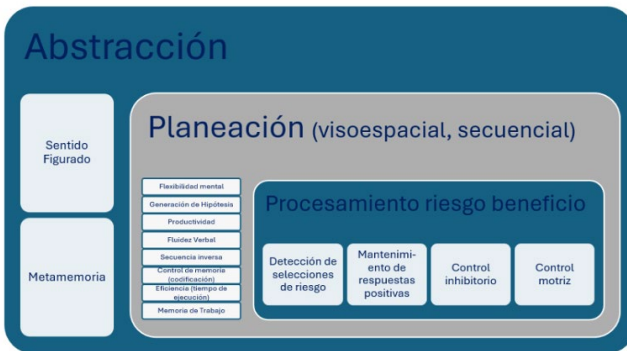 Abstracción
Sentido
Figurado
Metamemoria
Planeación (visoespacial, secuencial)
Flexibilidad mental
Generación de Hipótesis
Productividad
Fluidez Verbal
Secuencia inversa
Control de memoria
(codificación)
Eficiencia (tiempo de
ejecución)
Memoria de Trabajo
Procesamiento riesgo beneficio
Detección de
selecciones
de riesgo
Mantenimi-
ento de
respuestas
positivas
Control
inhibitorio
Control
motriz